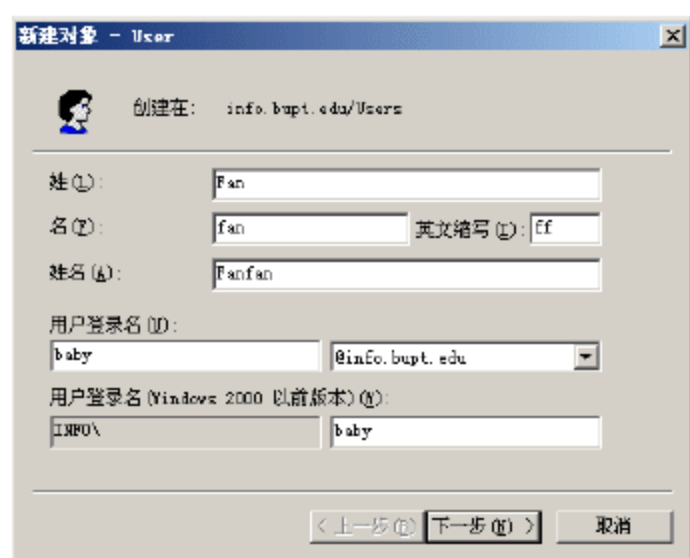 新建对象 - User
创建在: info.bupt.edu/Users
姓(L): Fan
名(F): fan 英文缩写(I): ff
姓名(A): Fanfan
用户登录名(U):
baby @info.bupt.edu
用户登录名(Windows 2000 以前版本)(W):
INFO\ baby
< 上一步(B) 下一步(N) > 取消